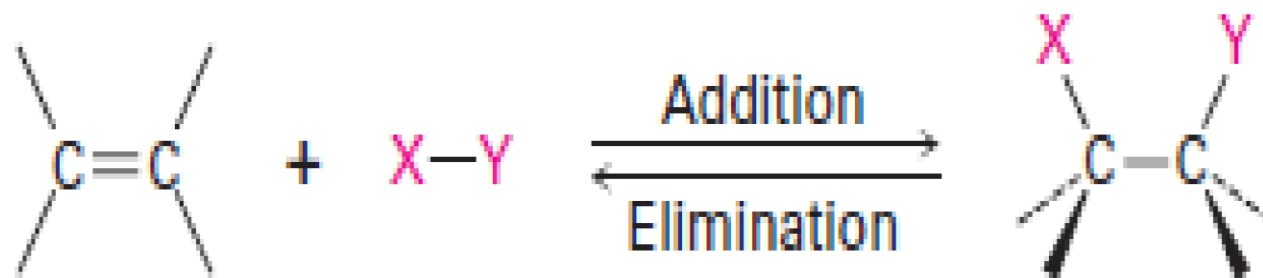 X Y
Addition
C=C + X—Y C—C
Elimination